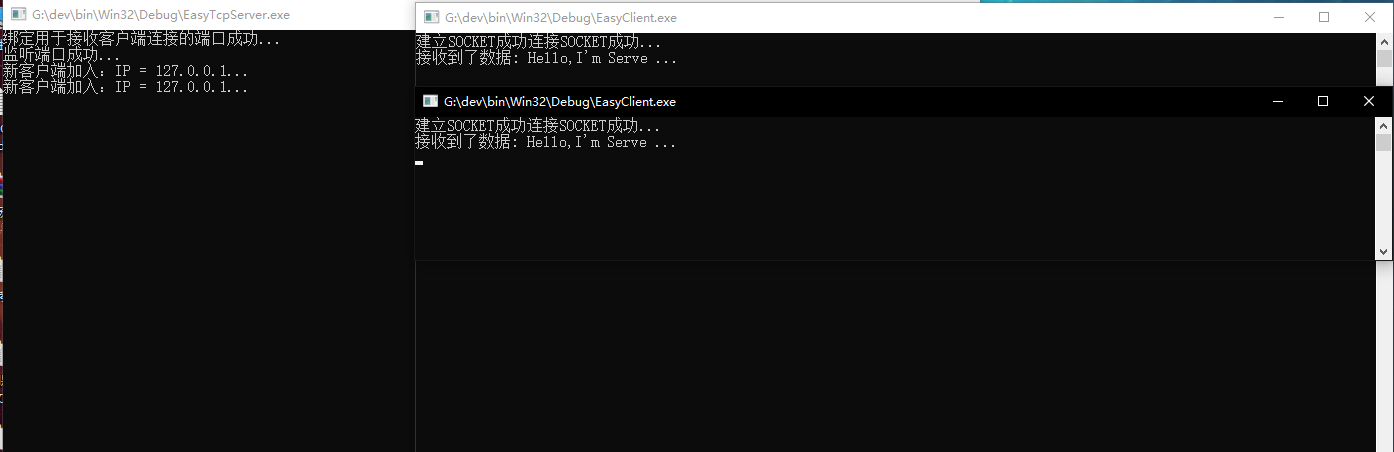 G:\dev\bin\Win32\Debug\EasyTcpServer.exe
绑定用于接收客户端连接的端口成功...
监听端口成功...
新客户端加入：IP = 127.0.0.1...
新客户端加入：IP = 127.0.0.1...
G:\dev\bin\Win32\Debug\EasyClient.exe
建立SOCKET成功连接SOCKET成功...
接收到了数据: Hello,I'm Serve ...
G:\dev\bin\Win32\Debug\EasyClient.exe
建立SOCKET成功连接SOCKET成功...
接收到了数据: Hello,I'm Serve ...